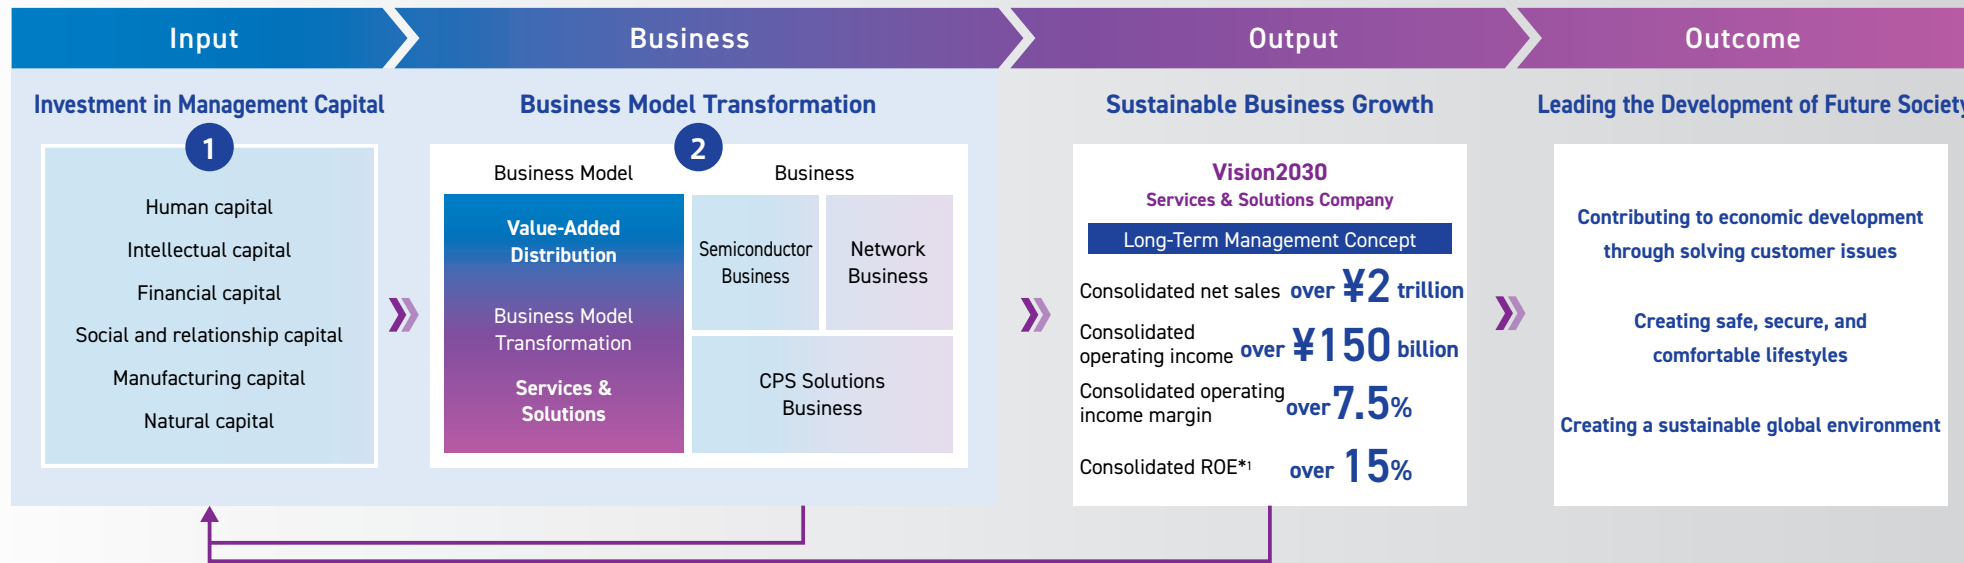 Input
Business
Output
Outcome
Investment in Management Capital
1
Human capital
Intellectual capital
Financial capital
Social and relationship capital
Manufacturing capital
Natural capital
Business Model Transformation
2
Business Model
Value-Added
Distribution
Business Model
Transformation
Services &
Solutions
Business
Semiconductor
Business
Network
Business
CPS Solutions
Business
Sustainable Business Growth
Vision2030
Services & Solutions Company
Long-Term Management Concept
Consolidated net sales over ¥2 trillion
Consolidated
operating income over ¥150 billion
Consolidated operating
income margin over 7.5%
Consolidated ROE*1 over 15%
Leading the Development of Future Society
Contributing to economic development
through solving customer issues
Creating safe, secure, and
comfortable lifestyles
Creating a sustainable global environment